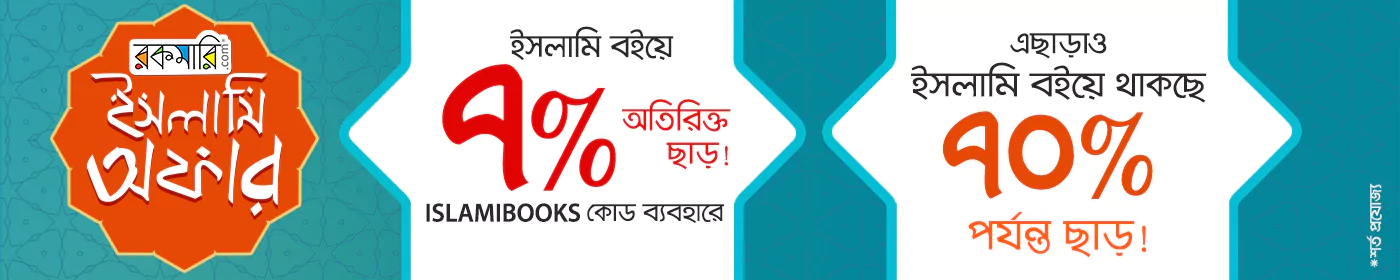 রকমারি.com
ইসলামি
অফার
ইসলামি বইয়ে
৭% অতিরিক্ত
ছাড়!
ISLAMIBOOKS কোড ব্যবহারে
এছাড়াও
ইসলামি বইয়ে থাকছে
৭০%
পর্যন্ত ছাড়!
*শর্ত প্রযোজ্য